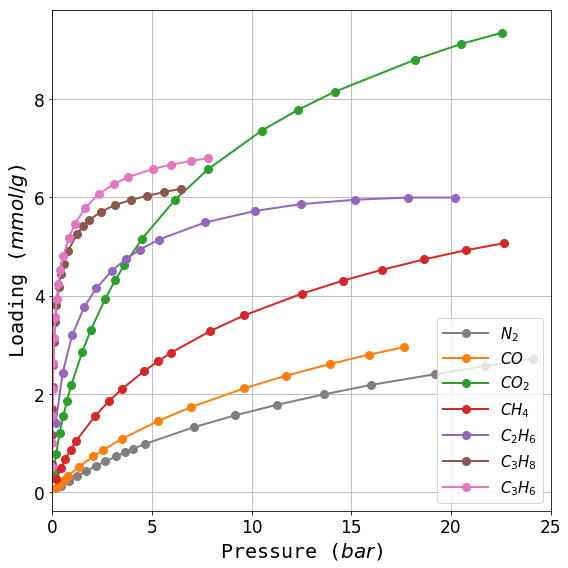 Loading (mmol/g)
8
6
4
2
0
0 5 10 15 20 25
Pressure (bar)
N₂
CO
CO₂
CH₄
C₂H₆
C₃H₈
C₃H₆